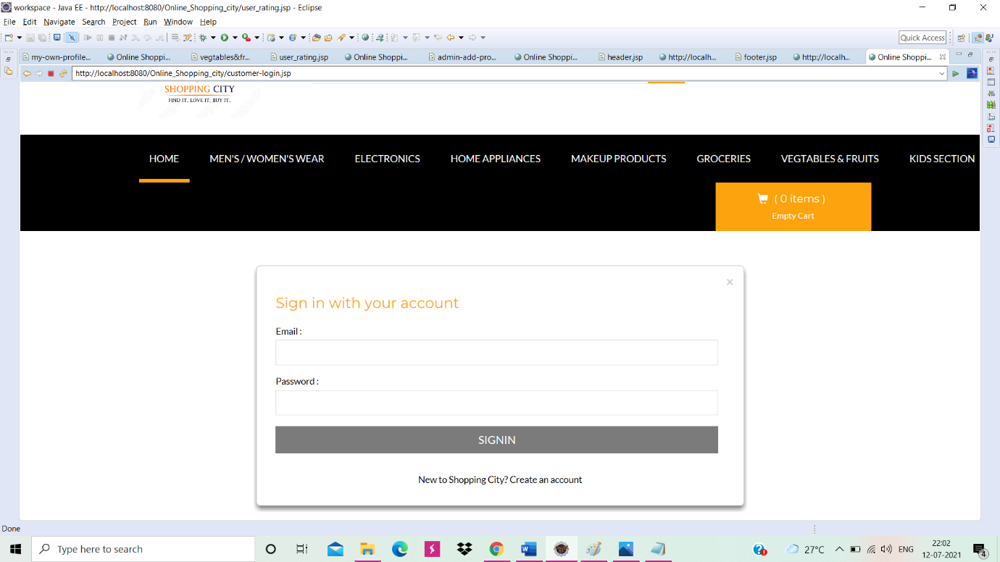 workspace - Java EE - http://localhost:8080/Online_Shopping_city/user_rating.jsp - Eclipse
File Edit Navigate Search Project Run Window Help
Quick Access
my-own-profile... Online Shoppi... vegtables&fr... user_rating.jsp Online Shoppi... admin-add-pro... Online Shoppi... header.jsp http://localh... footer.jsp http://localh... Online Shoppi...
http://localhost:8080/Online_Shopping_city/customer-login.jsp
SHOPPING CITY
FIND IT, LOVE IT, BUY IT.
HOME MEN'S / WOMEN'S WEAR ELECTRONICS HOME APPLIANCES MAKEUP PRODUCTS GROCERIES VEGTABLES & FRUITS KIDS SECTION
( 0 items )
Empty Cart
×
Sign in with your account
Email :
Password :
SIGNIN
New to Shopping City? Create an account
Done
Type here to search
27°C ENG 22:02
12-07-2021
4